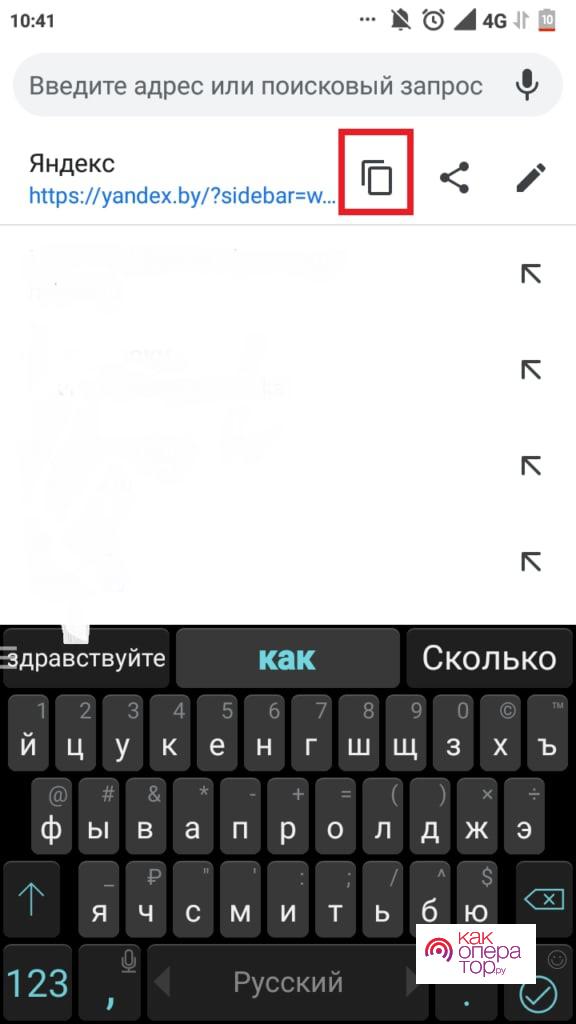 10:41
4G
10
Введите адрес или поисковый запрос
Яндекс
https://yandex.by/?sidebar=w...
здравствуйте
как
Сколько
1 2 3 4 5 6 7 8 9 0 © ™
й ц у к е н г ш щ з х ъ
@ # & * - + = ( ) × ÷
ф ы в а п р о л д ж э
_ ₽ " ' : ; / ^ $
я ч с м и т ь б ю
123 , Русский .
как
опера
тор.ру